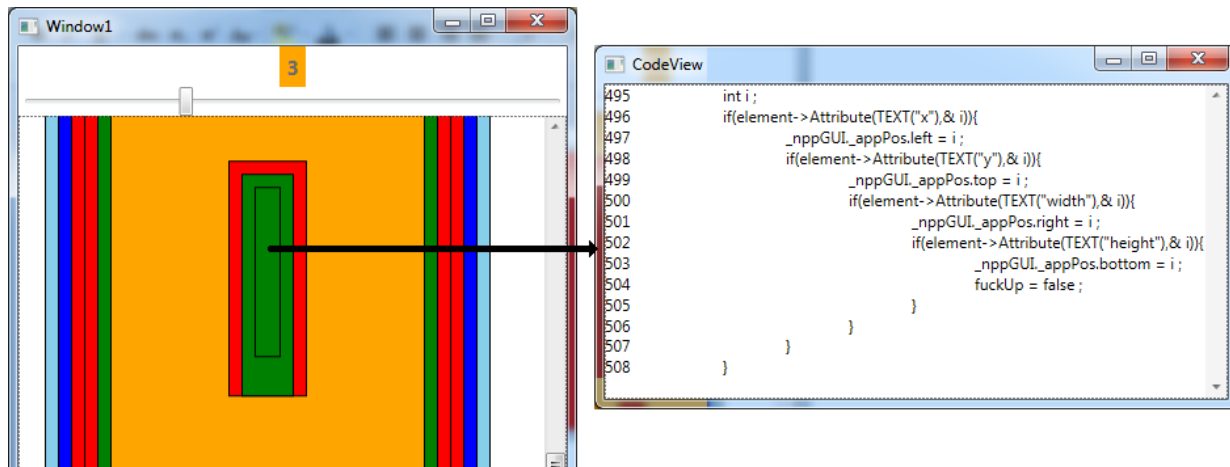 Window1
3
CodeView
495 int i ;
496 if(element->Attribute(TEXT("x"),& i)){
497 _nppGUI._appPos.left = i ;
498 if(element->Attribute(TEXT("y"),& i)){
499 _nppGUI._appPos.top = i ;
500 if(element->Attribute(TEXT("width"),& i)){
501 _nppGUI._appPos.right = i ;
502 if(element->Attribute(TEXT("height"),& i)){
503 _nppGUI._appPos.bottom = i ;
504 fuckUp = false ;
505 }
506 }
507 }
508 }